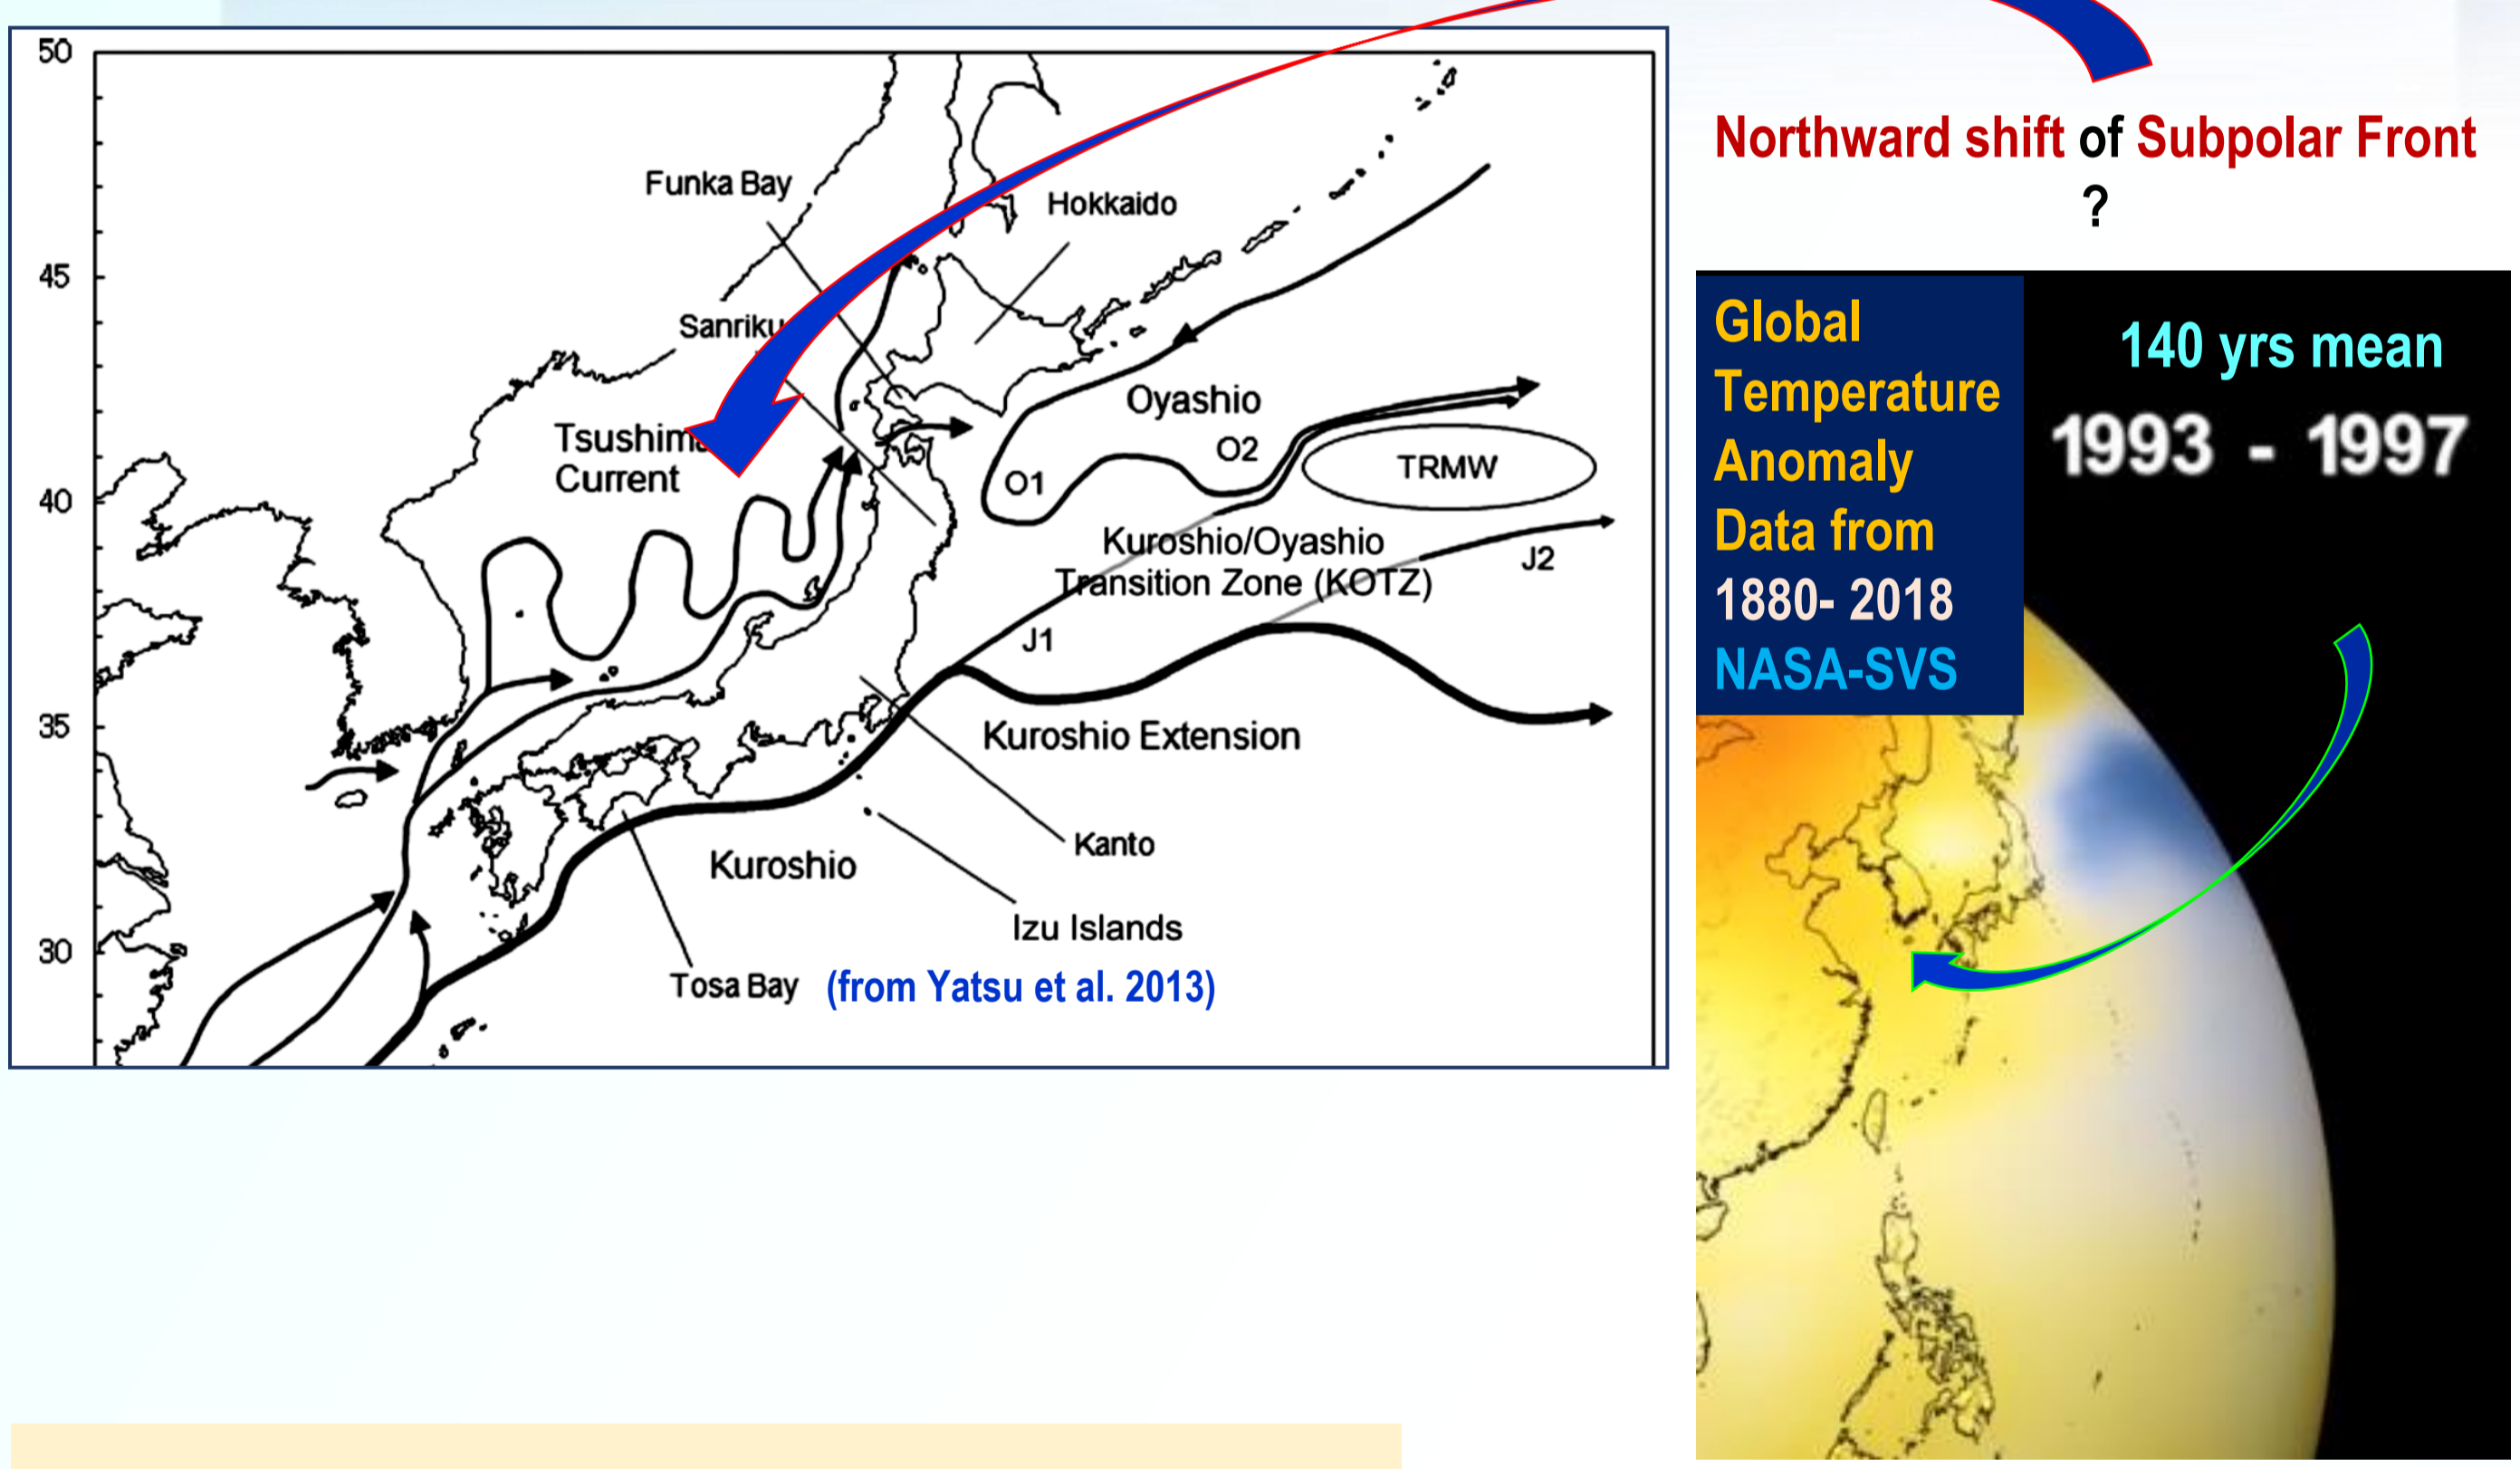 50
45
40
35
30
Funka Bay
Hokkaido
Sanriku
Oyashio
O2
O1
TRMW
Tsushima
Current
Kuroshio/Oyashio
Transition Zone (KOTZ)
J2
J1
Kuroshio Extension
Kanto
Kuroshio
Izu Islands
Tosa Bay
(from Yatsu et al. 2013)
Northward shift of Subpolar Front
?
Global
Temperature
Anomaly
Data from
1880- 2018
NASA-SVS
140 yrs mean
1993 - 1997